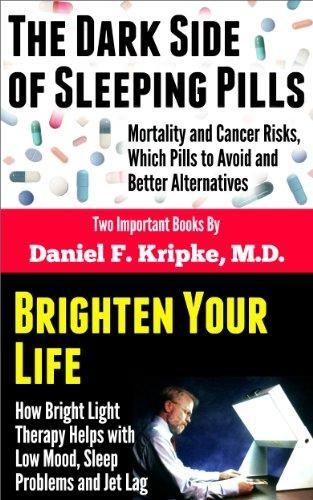 THE DARK SIDE
OF SLEEPING PILLS
Mortality and Cancer Risks,
Which Pills to Avoid and
Better Alternatives
Two Important Books By
Daniel F. Kripke, M.D.
BRIGHTEN YOUR
LIFE
How Bright Light
Therapy Helps with
Low Mood, Sleep
Problems and Jet Lag